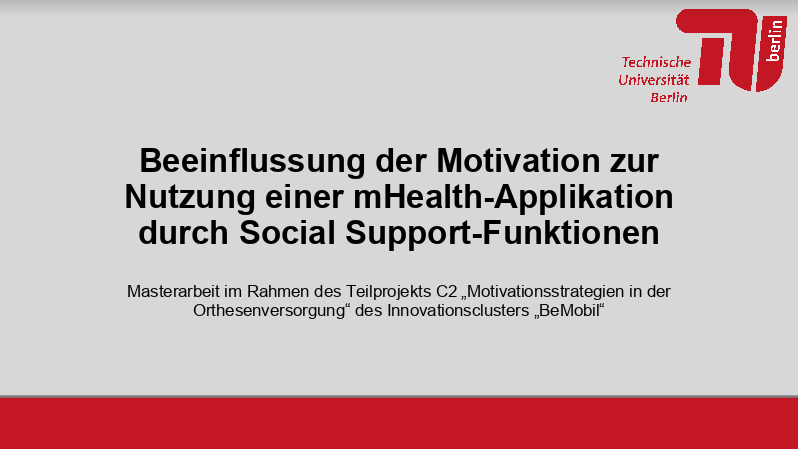 berlin
Technische
Universität
Berlin
Beeinflussung der Motivation zur
Nutzung einer mHealth-Applikation
durch Social Support-Funktionen
Masterarbeit im Rahmen des Teilprojekts C2 „Motivationsstrategien in der
Orthesenversorgung“ des Innovationsclusters „BeMobil“